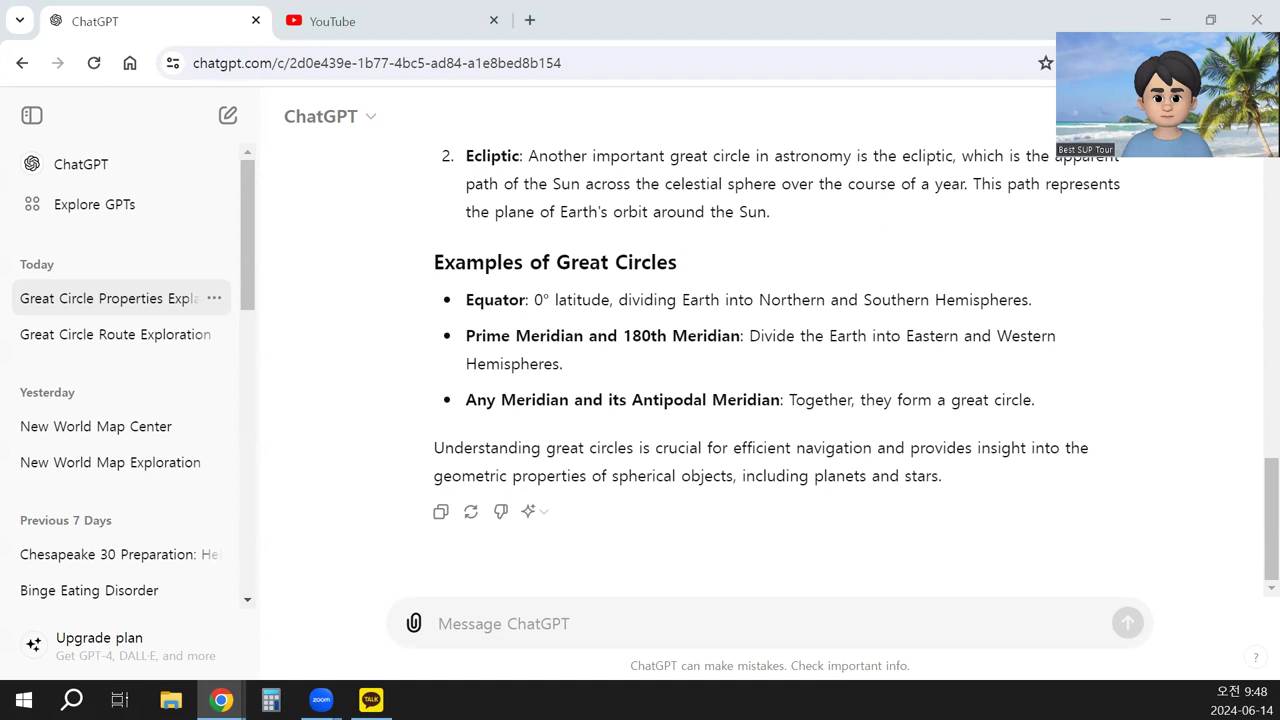 ChatGPT
YouTube
chatgpt.com/c/2d0e439e-1b77-4bc5-ad84-a1e8bed8b154
Best SUP Tour
ChatGPT
ChatGPT
Explore GPTs
Today
Great Circle Properties Expla
Great Circle Route Exploration
Yesterday
New World Map Center
New World Map Exploration
Previous 7 Days
Chesapeake 30 Preparation: He
Binge Eating Disorder
Upgrade plan
Get GPT-4, DALL·E, and more
2. Ecliptic: Another important great circle in astronomy is the ecliptic, which is the apparent
path of the Sun across the celestial sphere over the course of a year. This path represents
the plane of Earth's orbit around the Sun.
Examples of Great Circles
• Equator: 0° latitude, dividing Earth into Northern and Southern Hemispheres.
• Prime Meridian and 180th Meridian: Divide the Earth into Eastern and Western
Hemispheres.
• Any Meridian and its Antipodal Meridian: Together, they form a great circle.
Understanding great circles is crucial for efficient navigation and provides insight into the
geometric properties of spherical objects, including planets and stars.
Message ChatGPT
ChatGPT can make mistakes. Check important info.
?
zoom
TALK
오전 9:48
2024-06-14